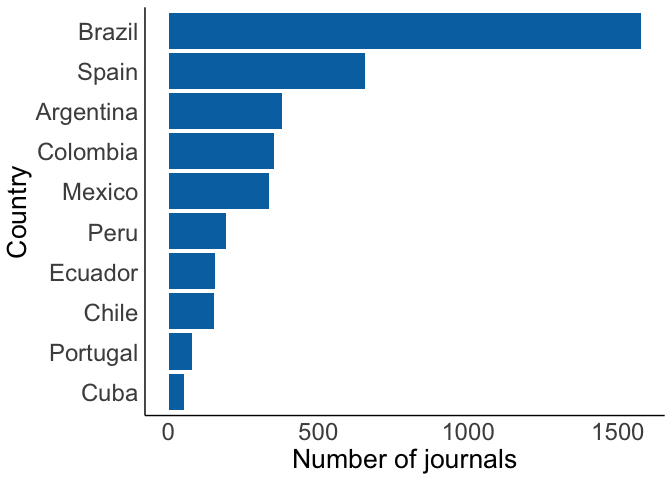 Brazil
Spain
Argentina
Colombia
Mexico
Peru
Ecuador
Chile
Portugal
Cuba
Country
0 500 1000 1500
Number of journals